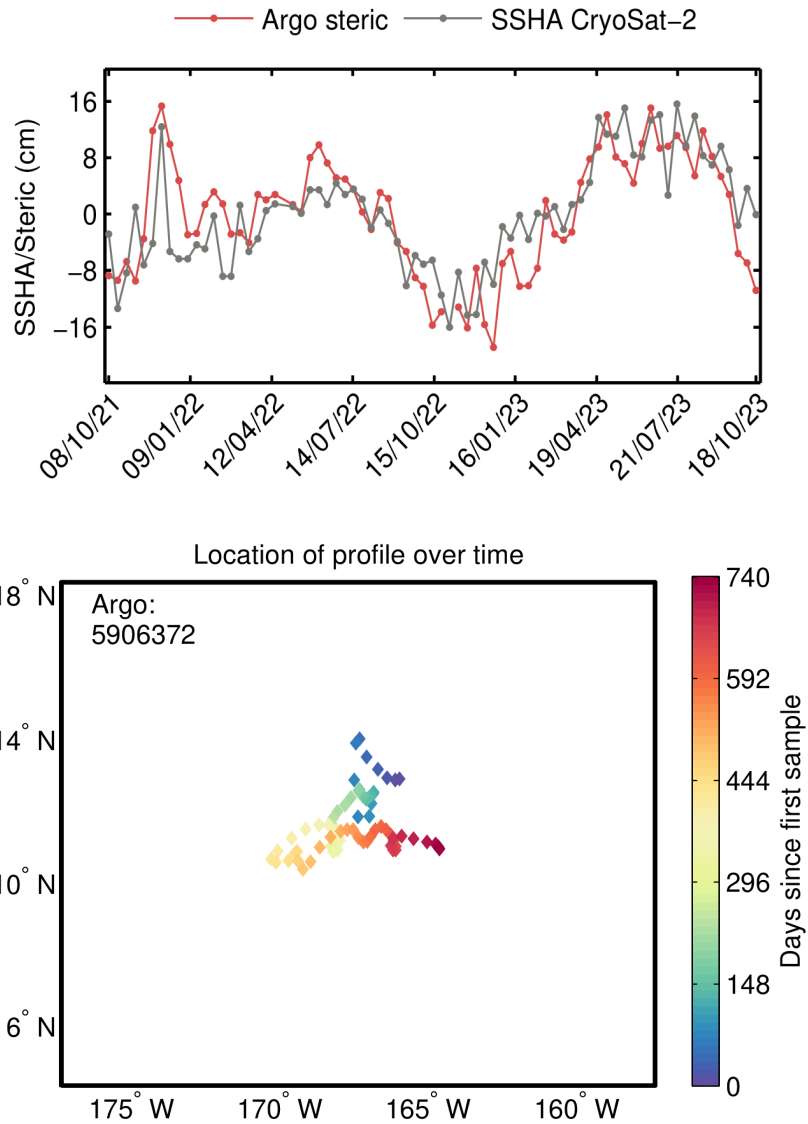 Argo steric SSHA CryoSat−2
SSHA/Steric (cm)
16
8
0
−8
−16
08/10/21 09/01/22 12/04/22 14/07/22 15/10/22 16/01/23 19/04/23 21/07/23 18/10/23
Location of profile over time
Argo:
5906372
18° N
14° N
10° N
6° N
175° W 170° W 165° W 160° W
740
592
444
296
148
0
Days since first sample